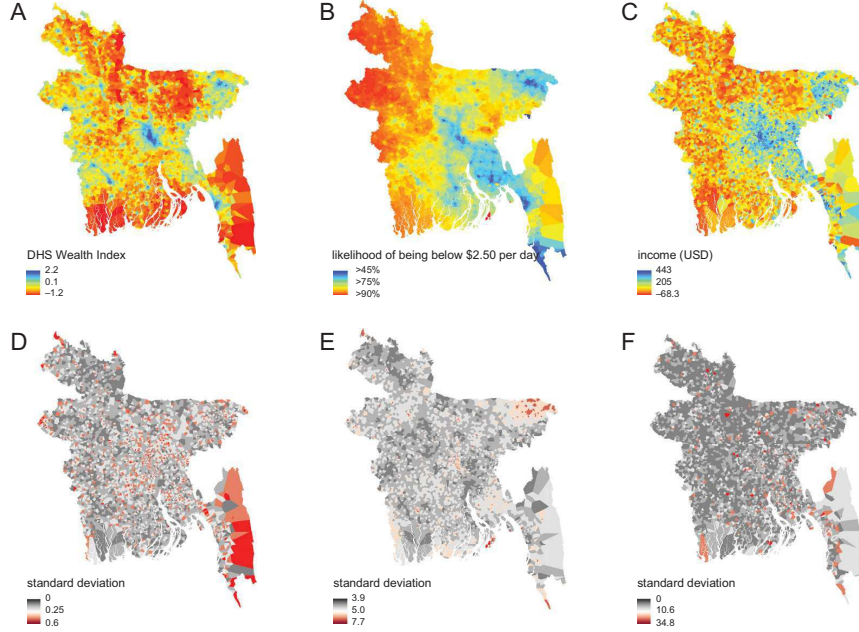 A
B
C
DHS Wealth Index
2.2
0.1
–1.2
likelihood of being below $2.50 per day
>45%
>75%
>90%
income (USD)
443
205
–68.3
D
E
F
standard deviation
0
0.25
0.6
standard deviation
3.9
5.0
7.7
standard deviation
0
10.6
34.8